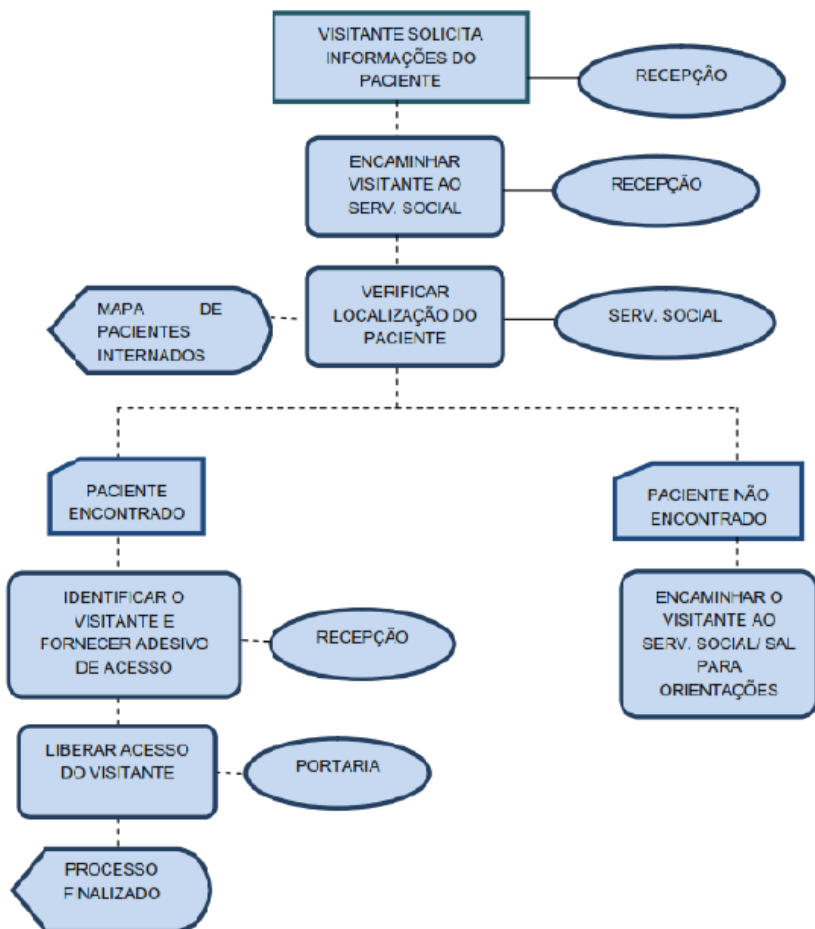 VISITANTE SOLICITA
INFORMAÇÕES DO
PACIENTE
RECEPÇÃO
ENCAMINHAR
VISITANTE AO
SERV. SOCIAL
RECEPÇÃO
MAPA DE
PACIENTES
INTERNADOS
VERIFICAR
LOCALIZAÇÃO DO
PACIENTE
SERV. SOCIAL
PACIENTE
ENCONTRADO
PACIENTE NÃO
ENCONTRADO
IDENTIFICAR O
VISITANTE E
FORNECER ADESIVO
DE ACESSO
RECEPÇÃO
ENCAMINHAR O
VISITANTE AO
SERV. SOCIAL/ SAL
PARA
ORIENTAÇÕES
LIBERAR ACESSO
DO VISITANTE
PORTARIA
PROCESSO
FINALIZADO